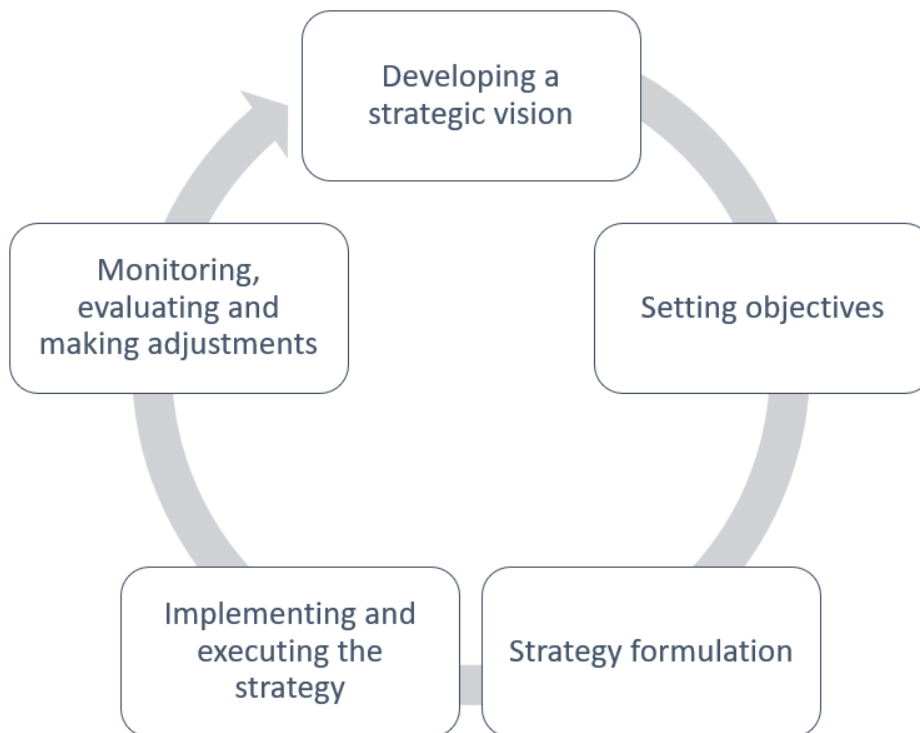 Developing a
strategic vision
Setting objectives
Strategy formulation
Implementing and
executing the
strategy
Monitoring,
evaluating and
making adjustments